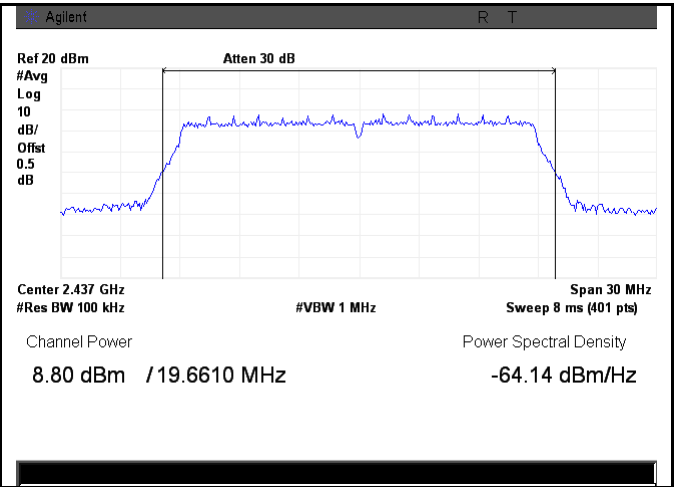 Agilent R T
Ref 20 dBm Atten 30 dB
#Avg
Log
10
dB/
Offst
0.5
dB
Center 2.437 GHz Span 30 MHz
#Res BW 100 kHz #VBW 1 MHz Sweep 8 ms (401 pts)
Channel Power Power Spectral Density
8.80 dBm / 19.6610 MHz -64.14 dBm/Hz